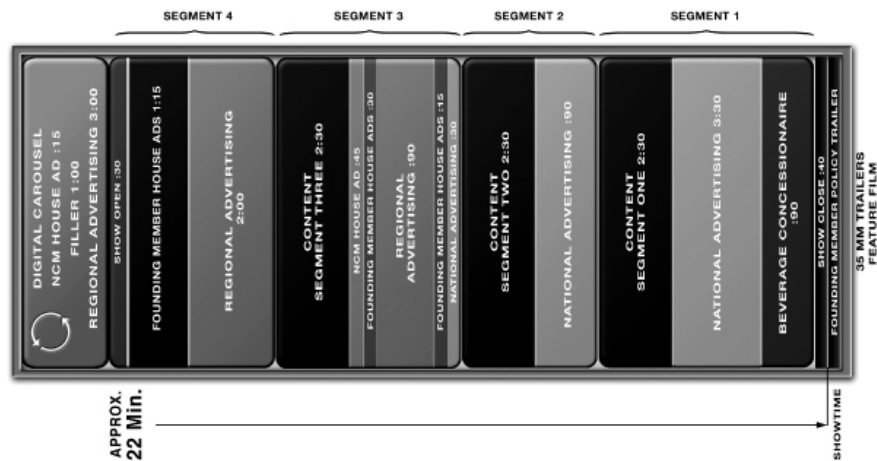 SEGMENT 4
SEGMENT 3
SEGMENT 2
SEGMENT 1
DIGITAL CAROUSEL
NCM HOUSE AD :15
FILLER 1:00
REGIONAL ADVERTISING 3:00
SHOW OPEN :30
FOUNDING MEMBER HOUSE ADS 1:15
REGIONAL ADVERTISING
2:00
CONTENT
SEGMENT THREE 2:30
NCM HOUSE AD :45
FOUNDING MEMBER HOUSE ADS :30
REGIONAL
ADVERTISING :90
FOUNDING MEMBER HOUSE ADS :15
NATIONAL ADVERTISING :30
CONTENT
SEGMENT TWO 2:30
NATIONAL ADVERTISING :90
CONTENT
SEGMENT ONE 2:30
NATIONAL ADVERTISING 3:30
BEVERAGE CONCESSIONAIRE
:90
SHOW CLOSE :40
FOUNDING MEMBER POLICY TRAILER
35 MM TRAILERS
FEATURE FILM
APPROX.
22 Min.
SHOWTIME